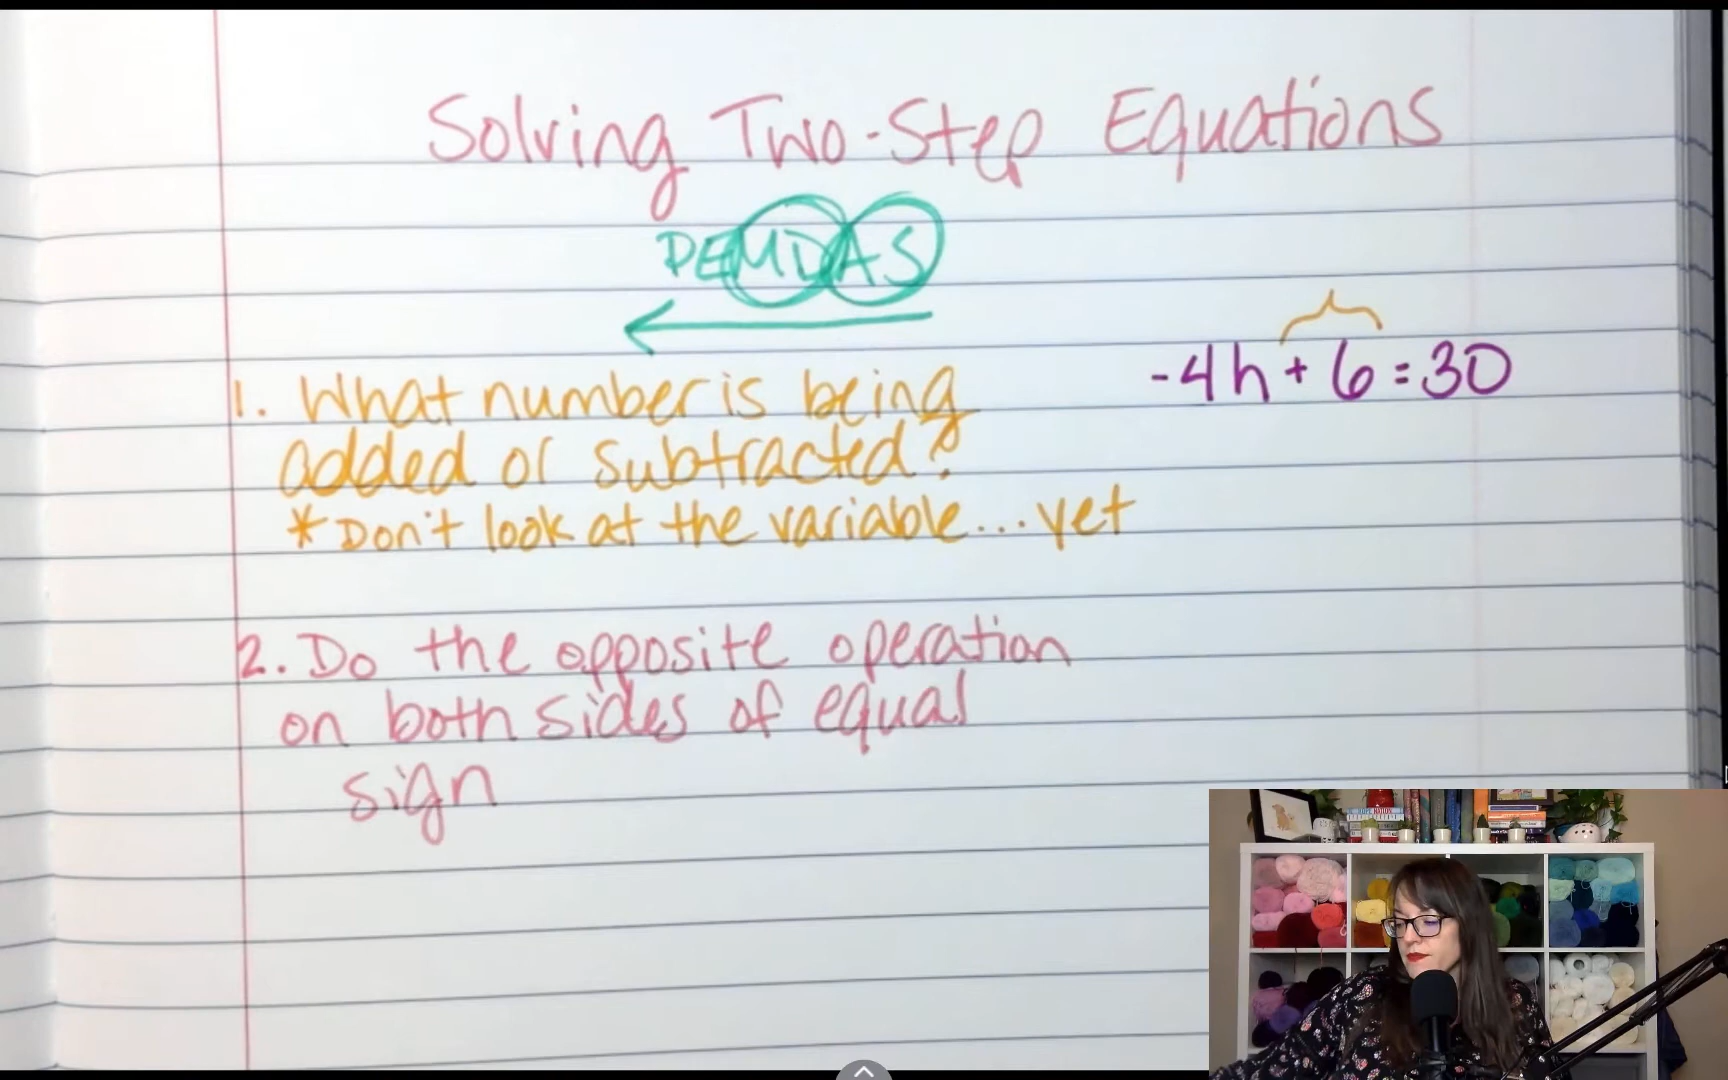 Solving Two-Step Equations
PEMDAS
1. What number is being
added or subtracted?
* Don't look at the variable... yet
-4h + 6 = 30
2. Do the opposite operation
on both sides of equal
sign